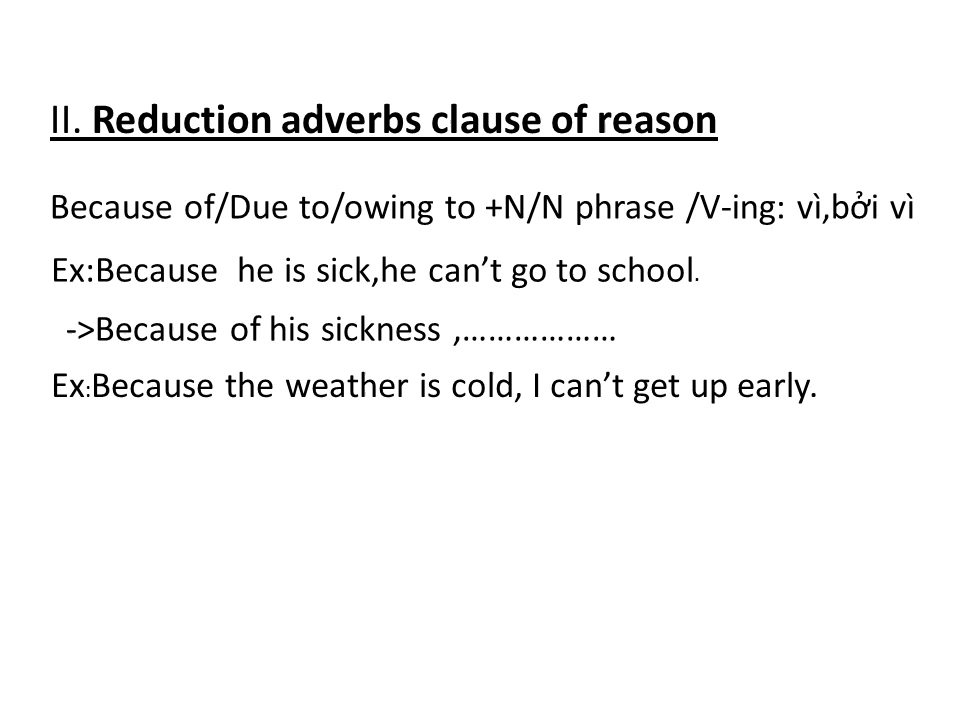 II. Reduction adverbs clause of reason
Because of/Due to/owing to +N/N phrase /V-ing: vì,bởi vì
Ex:Because  he is sick,he can’t go to school.
->Because of his sickness ,………………
Ex:Because the weather is cold, I can’t get up early.